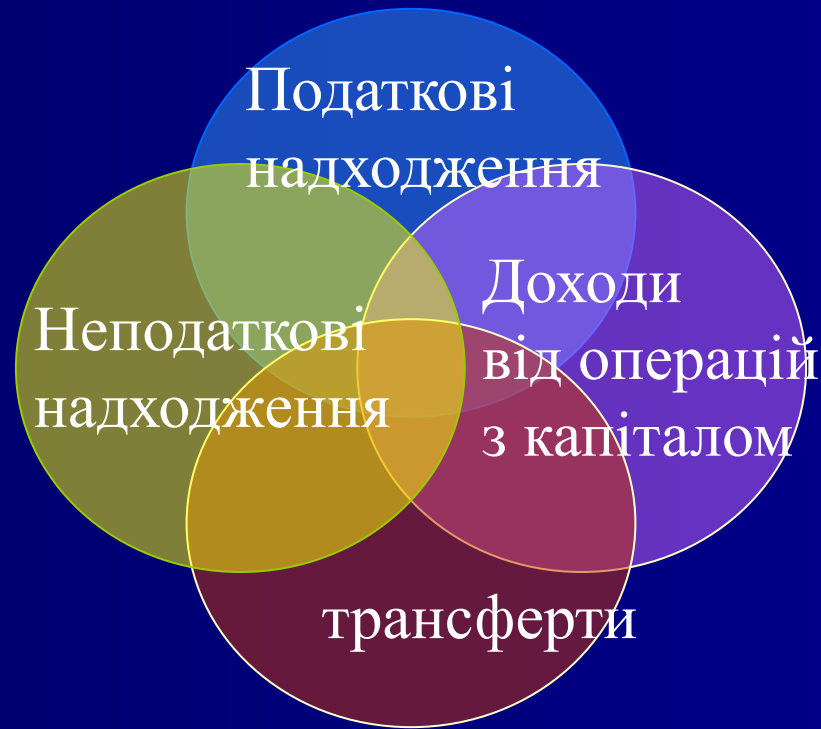 Податкові
надходження
Неподаткові
надходження
Доходи
від операцій
з капіталом
трансферти